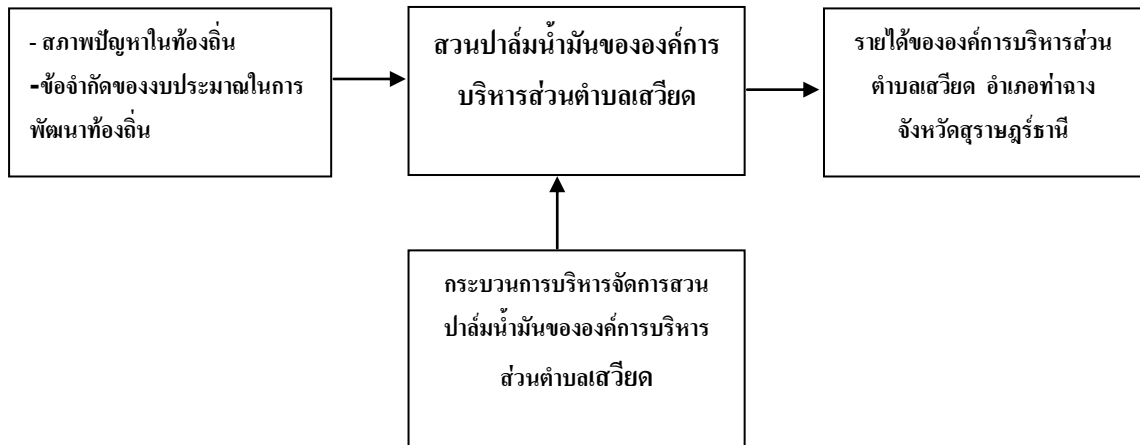 - สภาพปัญหาในท้องถิ่น
-ข้อจำกัดของงบประมาณในการ
พัฒนาท้องถิ่น
สวนปาล์มน้ำมันขององค์การ
บริหารส่วนตำบลเสวียด
รายได้ขององค์การบริหารส่วน
ตำบลเสวียด อำเภอท่าฉาง
จังหวัดสุราษฎร์ธานี
กระบวนการบริหารจัดการสวน
ปาล์มน้ำมันขององค์การบริหาร
ส่วนตำบลเสวียด